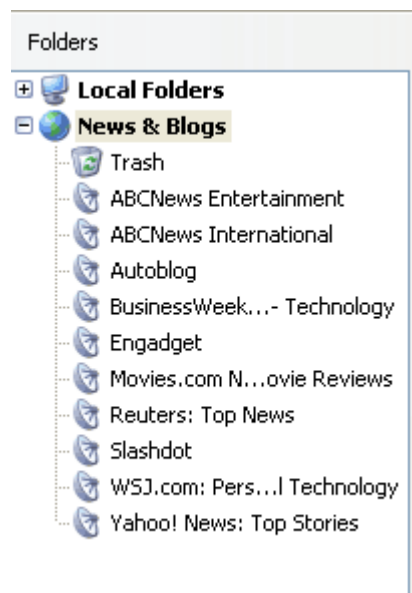 Folders
Local Folders
News & Blogs
Trash
ABCNews Entertainment
ABCNews International
Autoblog
BusinessWeek...- Technology
Engadget
Movies.com N...ovie Reviews
Reuters: Top News
Slashdot
WSJ.com: Pers...l Technology
Yahoo! News: Top Stories